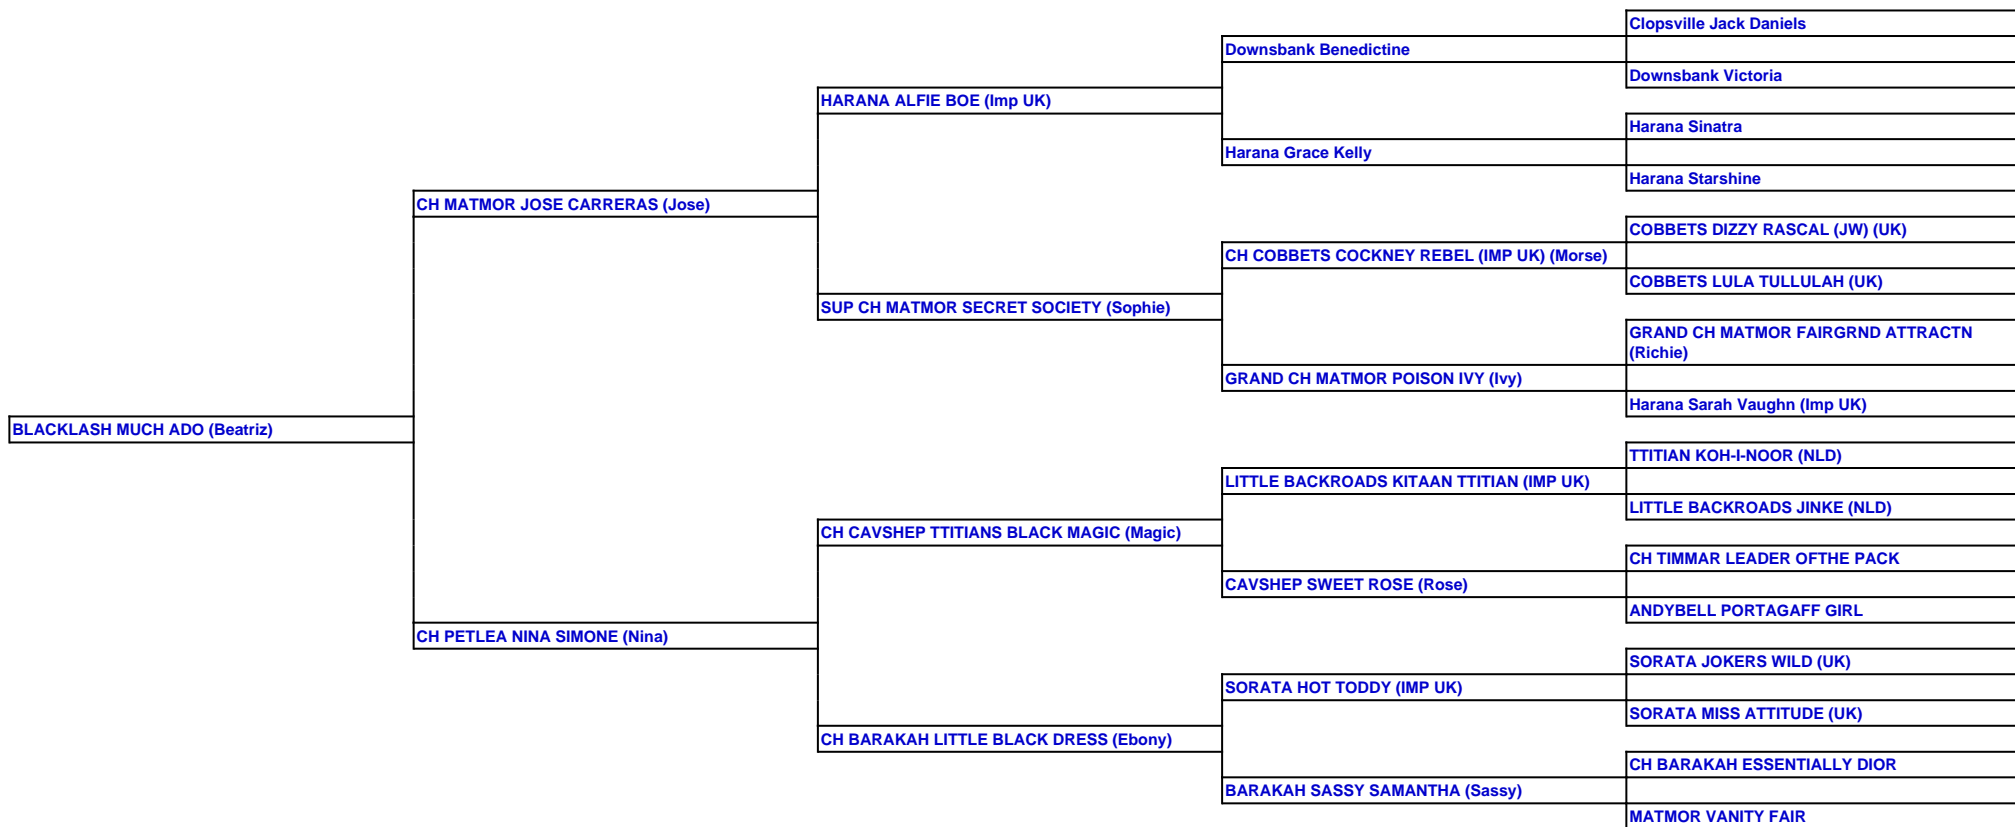 Clopsville Jack Daniels
Downsbank Benedictine
Downsbank Victoria
HARANA ALFIE BOE (Imp UK)
Harana Sinatra
Harana Grace Kelly
Harana Starshine
CH MATMOR JOSE CARRERAS (Jose)
COBBETS DIZZY RASCAL (JW) (UK)
CH COBBETS COCKNEY REBEL (IMP UK) (Morse)
COBBETS LULA TULLULAH (UK)
SUP CH MATMOR SECRET SOCIETY (Sophie)
GRAND CH MATMOR FAIRGRND ATTRACTN
(Richie)
GRAND CH MATMOR POISON IVY (Ivy)
Harana Sarah Vaughn (Imp UK)
BLACKLASH MUCH ADO (Beatriz)
TTITIAN KOH-I-NOOR (NLD)
LITTLE BACKROADS KITAAN TTITIAN (IMP UK)
LITTLE BACKROADS JINKE (NLD)
CH CAVSHEP TTITIANS BLACK MAGIC (Magic)
CH TIMMAR LEADER OFTHE PACK
CAVSHEP SWEET ROSE (Rose)
ANDYBELL PORTAGAFF GIRL
CH PETLEA NINA SIMONE (Nina)
SORATA JOKERS WILD (UK)
SORATA HOT TODDY (IMP UK)
SORATA MISS ATTITUDE (UK)
CH BARAKAH LITTLE BLACK DRESS (Ebony)
CH BARAKAH ESSENTIALLY DIOR
BARAKAH SASSY SAMANTHA (Sassy)
MATMOR VANITY FAIR